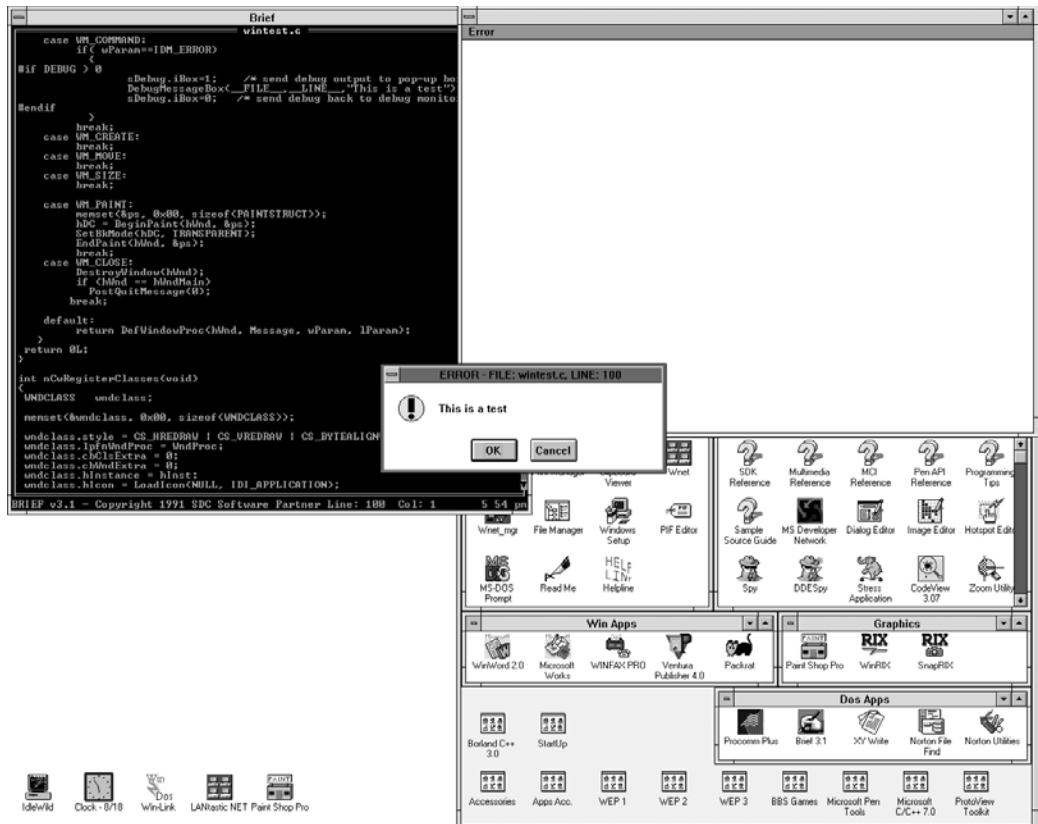 Brief
wintest.c
case WM_COMMAND:
if( wParam==IDM_ERROR)
{
#if DEBUG > 0
sDebug.iBox=1; /* send debug output to pop-up bo
DebugMessageBox(__FILE__,__LINE__,"This is a test")
sDebug.iBox=0; /* send debug back to debug monito
#endif
}
break;
case WM_CREATE:
break;
case WM_MOVE:
break;
case WM_SIZE:
break;
case WM_PAINT:
memset(&ps, 0x00, sizeof(PAINTSTRUCT));
hDC = BeginPaint(hWnd, &ps);
SetBkMode(hDC, TRANSPARENT);
EndPaint(hWnd, &ps);
break;
case WM_CLOSE:
DestroyWindow(hWnd);
if (hWnd == hWndMain)
PostQuitMessage(0);
break;
default:
return DefWindowProc(hWnd, Message, wParam, lParam);
}
return 0L;
}
int nCwRegisterClasses(void)
{
WNDCLASS wndclass;
memset(&wndclass, 0x00, sizeof(WNDCLASS));
wndclass.style = CS_HREDRAW | CS_VREDRAW | CS_BYTEALIGN
wndclass.lpfnWndProc = WndProc;
wndclass.cbClsExtra = 0;
wndclass.cbWndExtra = 0;
wndclass.hInstance = hInst;
wndclass.hIcon = LoadIcon(NULL, IDI_APPLICATION);
BRIEF v3.1 - Copyright 1991 SDC Software Partner Line: 100 Col: 1 5 54 pm
Error
ERROR - FILE: wintest.c, LINE: 100
This is a test
OK Cancel
Viewer
Wnet
Wnet_mgr File Manager Windows Setup PIF Editor
MS-DOS Prompt Read Me Helpline
SDK Reference Multimedia Reference MCI Reference Pen API Reference Programming Tips
Sample Source Guide MS Developer Network Dialog Editor Image Editor Hotspot Edit
Spy DDESpy Stress Application CodeView 3.07 Zoom Utility
Win Apps
WinWord 2.0 Microsoft Works WINFAX PRO Ventura Publisher 4.0 Packrat
Graphics
PAINT RIX RIX
Paint Shop Pro WinRIX SnapRIX
Dos Apps
Procomm Plus Brief 3.1 XY Write Norton File Find Norton Utilities
Borland C++ 3.0 StartUp
Accessories Apps Acc. WEP 1 WEP 2 WEP 3 BBS Games Microsoft Pen Tools Microsoft C/C++ 7.0 ProtoView Toolkit
IdleWild Clock - 8/18 Win-Link LANtastic NET Paint Shop Pro